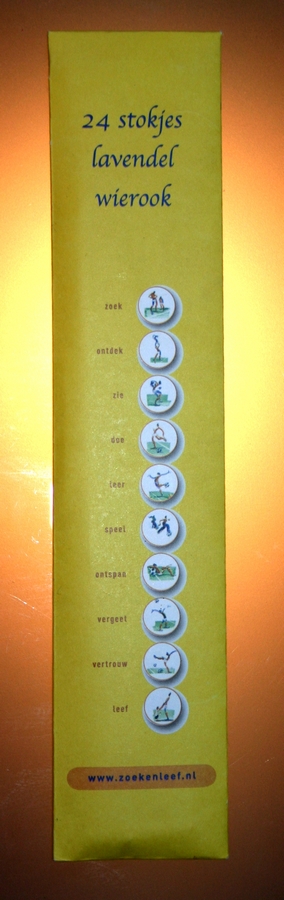 24 stokjes
lavendel
wierook
zoek
ontdek
zie
doe
leer
speel
ontspan
vergeet
vertrouw
leef
www.zoekenleef.nl